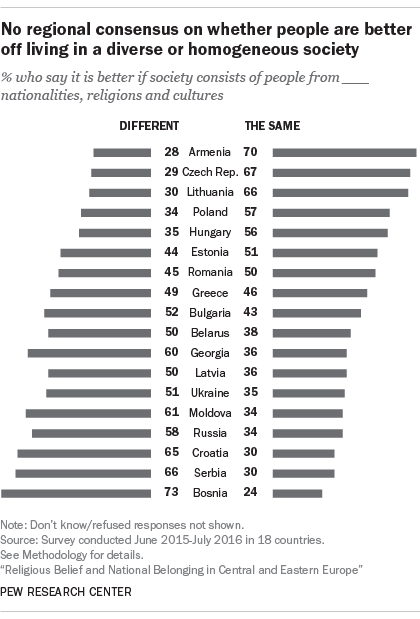 No regional consensus on whether people are better
off living in a diverse or homogeneous society
% who say it is better if society consists of people from ____
nationalities, religions and cultures
DIFFERENT THE SAME
28 Armenia 70
29 Czech Rep. 67
30 Lithuania 66
34 Poland 57
35 Hungary 56
44 Estonia 51
45 Romania 50
49 Greece 46
52 Bulgaria 43
50 Belarus 38
60 Georgia 36
50 Latvia 36
51 Ukraine 35
61 Moldova 34
58 Russia 34
65 Croatia 30
66 Serbia 30
73 Bosnia 24
Note: Don’t know/refused responses not shown.
Source: Survey conducted June 2015-July 2016 in 18 countries.
See Methodology for details.
“Religious Belief and National Belonging in Central and Eastern Europe”
PEW RESEARCH CENTER